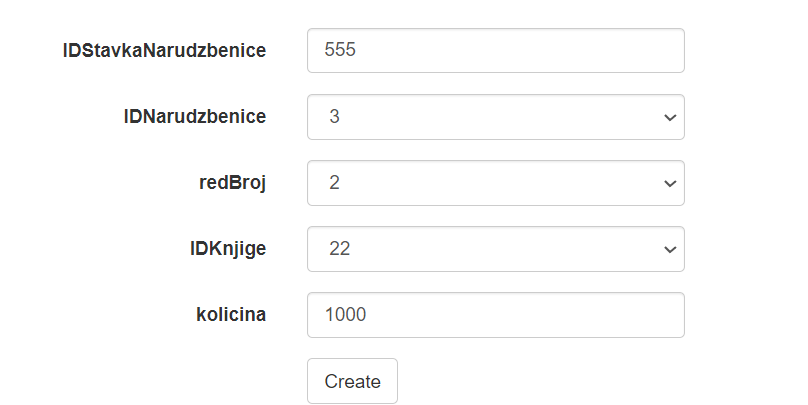 IDStavkaNarudzbenice 555
IDNarudzbenice 3
redBroj 2
IDKnjige 22
kolicina 1000
Create